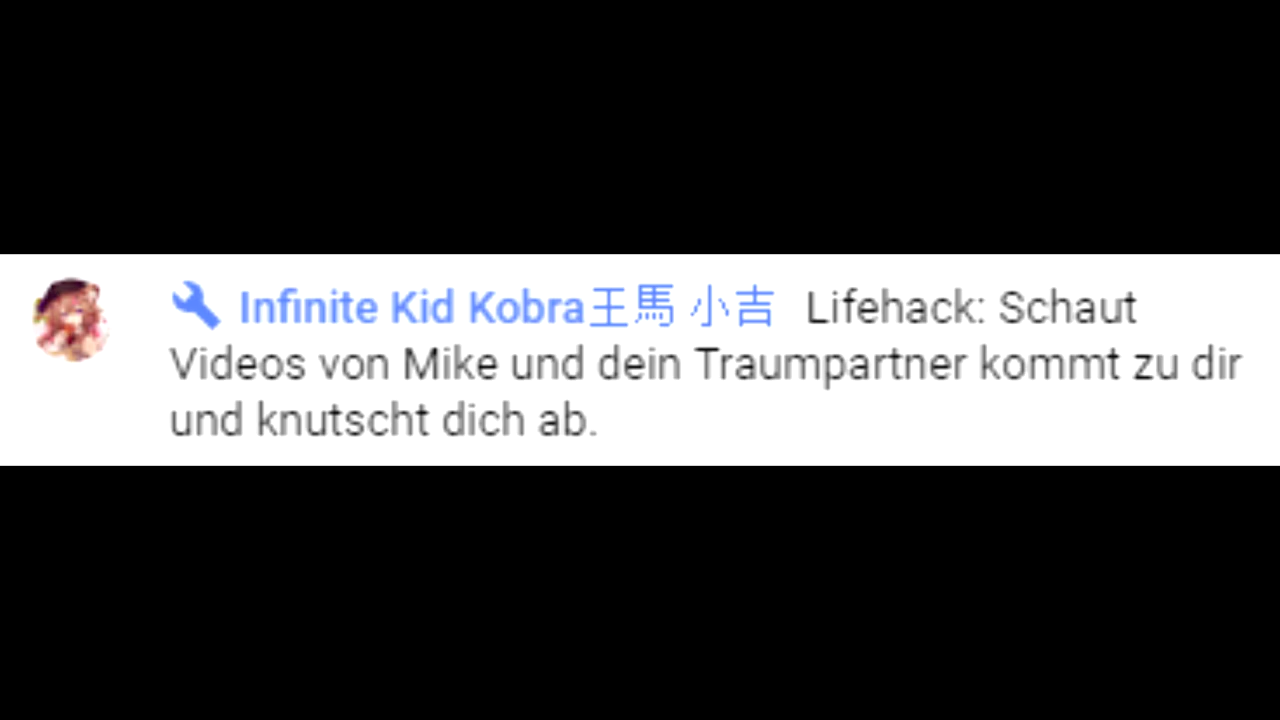 Infinite Kid Kobra王馬 小吉 Lifehack: Schaut
Videos von Mike und dein Traumpartner kommt zu dir
und knutscht dich ab.